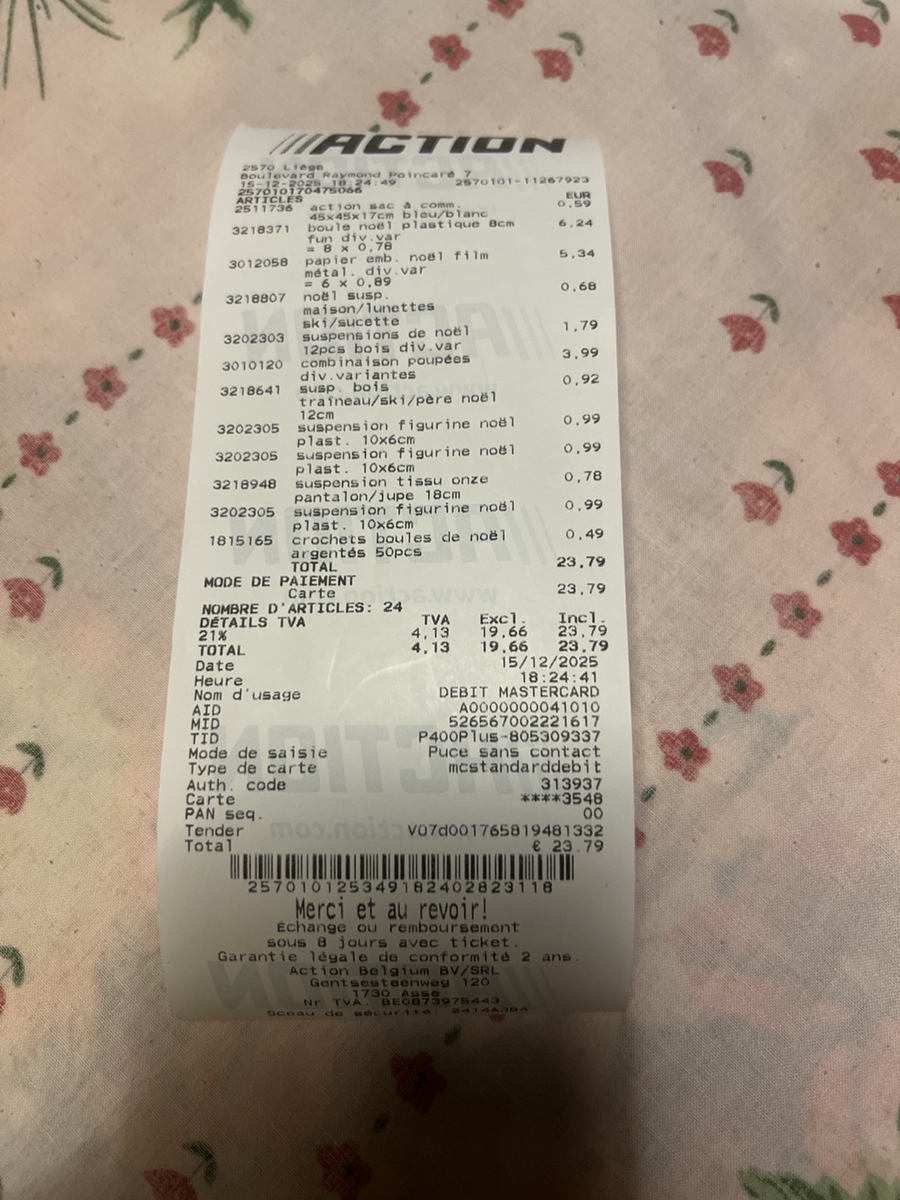 ACTION
2570 Liège
Boulevard Raymond Poincaré 7
15-12-2025 18:24:49 2570101-11267923
257010170475066
ARTICLES EUR
2511736 action sac à comm. 0,59
45x45x17cm bleu/blanc
3218371 boule noël plastique 8cm 6,24
fun div.var
= 8 x 0,78
3012058 papier emb. noël film 5,34
métal. div.var
= 6 x 0,89
3218807 noël susp. 0,68
maison/lunettes
ski/sucette
3202303 suspensions de noël 1,79
12pcs bois div.var
3010120 combinaison poupées 3,99
div.variantes
3218641 susp. bois 0,92
traîneau/ski/père noël
12cm
3202305 suspension figurine noël 0,99
plast. 10x6cm
3202305 suspension figurine noël 0,99
plast. 10x6cm
3218948 suspension tissu onze 0,78
pantalon/jupe 18cm
3202305 suspension figurine noël 0,99
plast. 10x6cm
1815165 crochets boules de noël 0,49
argentés 50pcs
TOTAL 23,79
MODE DE PAIEMENT
Carte 23,79
NOMBRE D'ARTICLES: 24
DÉTAILS TVA TVA Excl. Incl.
21% 4,13 19,66 23,79
TOTAL 4,13 19,66 23,79
Date 15/12/2025
Heure 18:24:41
Nom d'usage DEBIT MASTERCARD
AID A0000000041010
MID 526567002221617
TID P400Plus-805309337
Mode de saisie Puce sans contact
Type de carte mcstandarddebit
Auth. code 313937
Carte ****3548
PAN seq. 00
Tender V07d001765819481332
Total € 23.79
2570101253491824028231​18
Merci et au revoir!
Échange ou remboursement
sous 8 jours avec ticket.
Garantie légale de conformité 2 ans.
Action Belgium BV/SRL
Gentsesteenweg 120
1730 Asse
Nr TVA. BE0873975443
Sceau de sécurité: